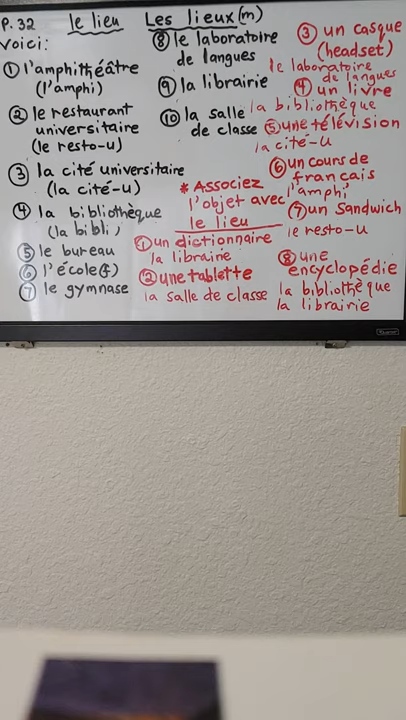 P. 32 le lieu Les lieux (m)
voici:
① l'amphithéâtre
(l'amphi)
② le restaurant
universitaire
(le resto-u)
③ la cité universitaire
(la cité-u)
④ la bibliothèque
(la bibli,)
⑤ le bureau
⑥ l'école (f)
⑦ le gymnase
⑧ le laboratoire
de langues
⑨ la librairie
⑩ la salle
de classe
* Associez
l'objet avec
le lieu
① un dictionnaire
la librairie
② une tablette
la salle de classe
③ un casque
(headset)
le laboratoire
de langues
④ un livre
la bibliothèque
⑤ une télévision
la cité-u
⑥ un cours de
français
l'amphi
⑦ un sandwich
le resto-u
⑧ une
encyclopédie
la bibliothèque
la librairie